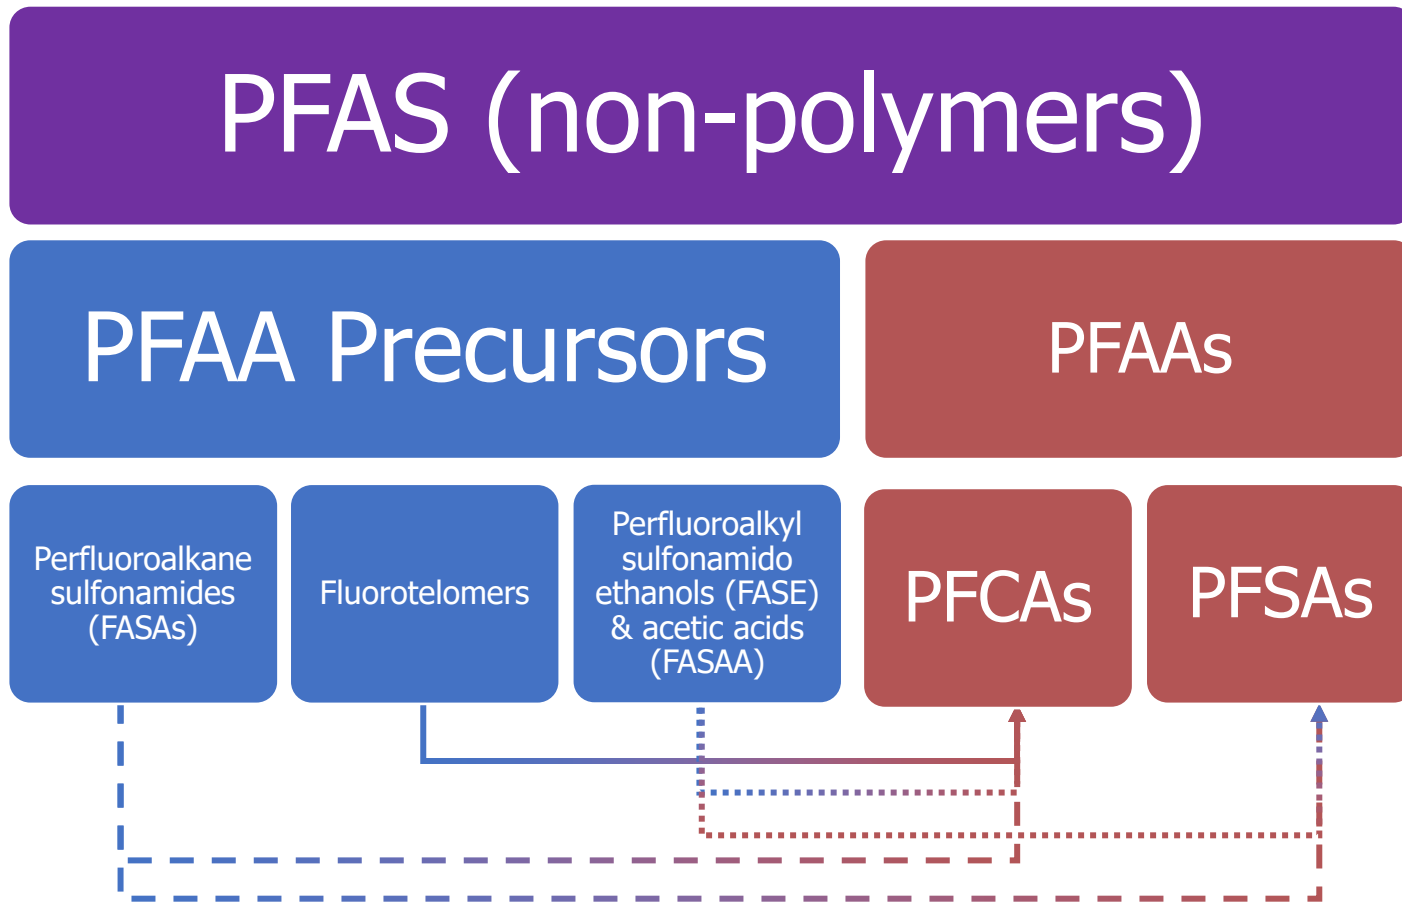 PFAS (non-polymers)
PFAA Precursors
PFAAs
Perfluoroalkane
sulfonamides
(FASAs)
Fluorotelomers
Perfluoroalkyl
sulfonamido
ethanols (FASE)
& acetic acids
(FASAA)
PFCAs
PFSAs